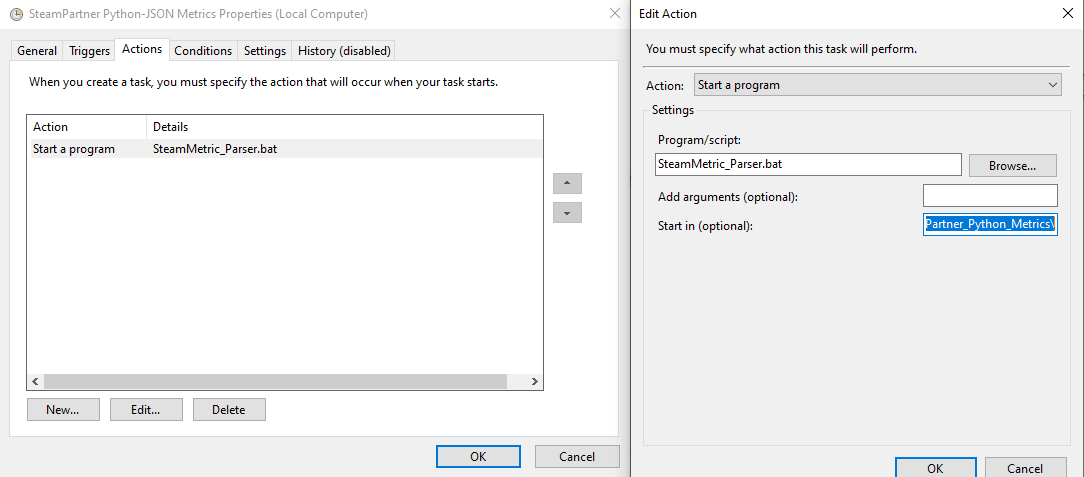 SteamPartner Python-JSON Metrics Properties (Local Computer)
General Triggers Actions Conditions Settings History (disabled)
When you create a task, you must specify the action that will occur when your task starts.
Action Details
Start a program SteamMetric_Parser.bat
New... Edit... Delete
OK Cancel
Edit Action
You must specify what action this task will perform.
Action: Start a program
Settings
Program/script:
SteamMetric_Parser.bat Browse...
Add arguments (optional):
Start in (optional): Partner_Python_Metrics\
OK Cancel